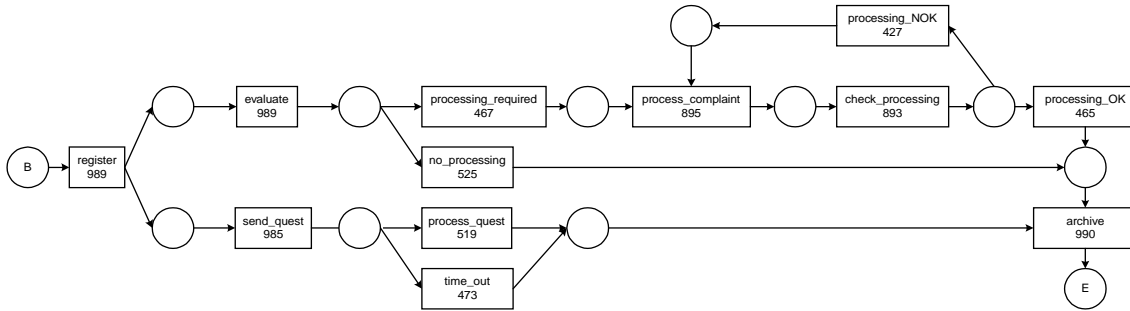 processing_NOK
427
evaluate
989
processing_required
467
process_complaint
895
check_processing
893
processing_OK
465
B
register
989
no_processing
525
send_quest
985
process_quest
519
archive
990
time_out
473
E